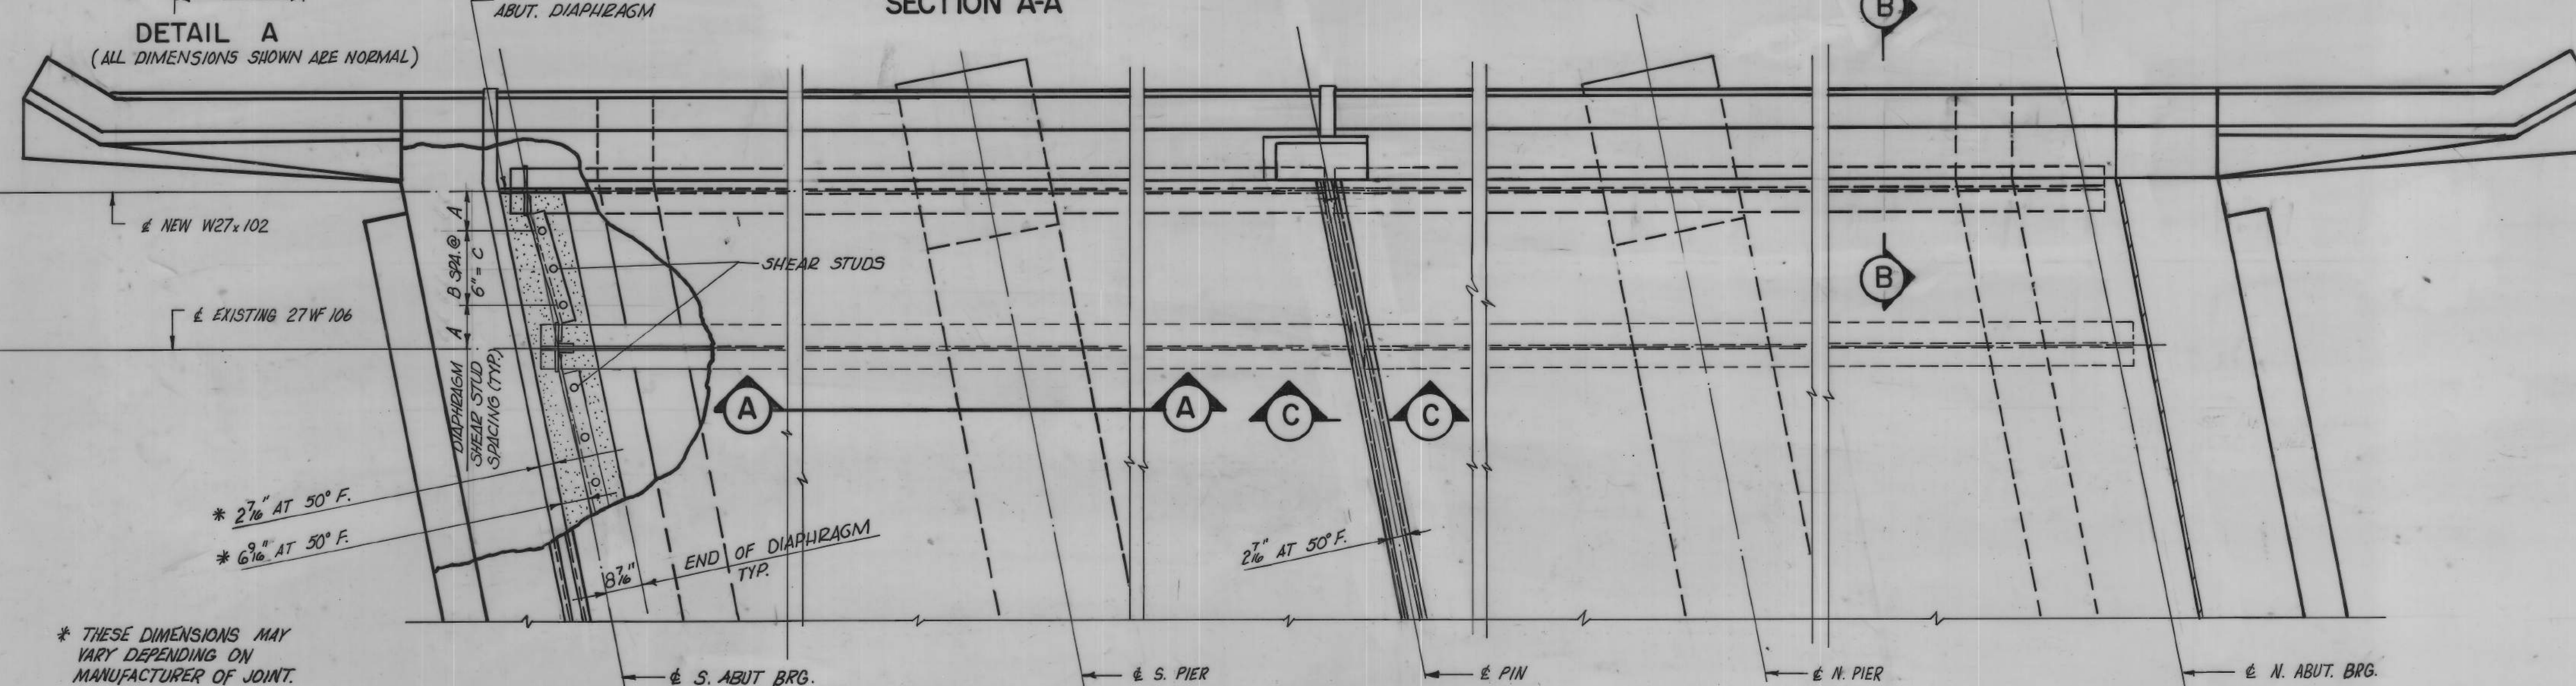 ABUT. DIAPHRAGM
SECTION A-A
B
DETAIL A
(ALL DIMENSIONS SHOWN ARE NORMAL)
℄ NEW W27x102
A
B SPA. @
6" = C
A
SHEAR STUDS
B
℄ EXISTING 27WF106
DIAPHRAGM
SHEAR STUD
SPACING (TYP.)
A
A
C
C
* 2 7/16" AT 50° F.
* 6 9/16" AT 50° F.
8 7/16"
END OF DIAPHRAGM
TYP.
2 7/16" AT 50° F.
* THESE DIMENSIONS MAY
VARY DEPENDING ON
MANUFACTURER OF JOINT.
℄ S. ABUT BRG.
℄ S. PIER
℄ PIN
℄ N. PIER
℄ N. ABUT. BRG.